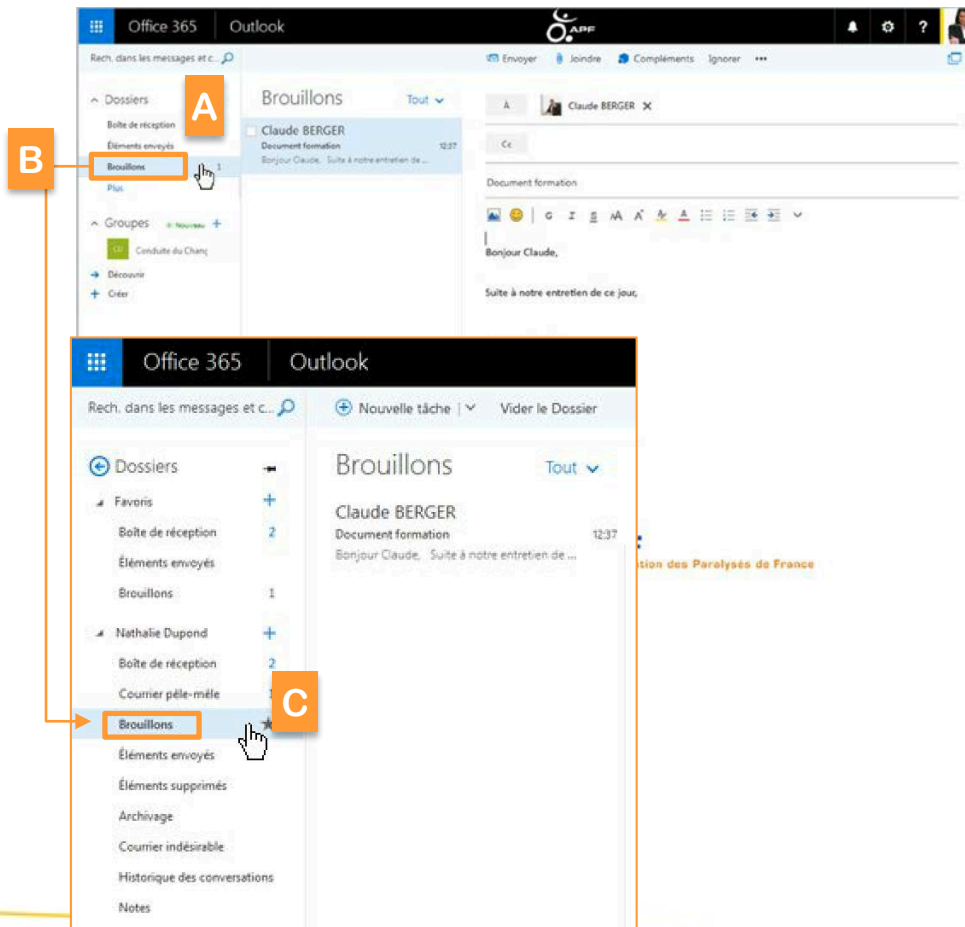 Office 365 Outlook APF ?
Rech. dans les messages et c...
Envoyer Joindre Compléments Ignorer •••
Dossiers
A
Brouillons Tout
À Claude BERGER ×
Boîte de réception
Claude BERGER
Éléments envoyés
Document formation 12:37
Cc
B
Brouillons 1
Bonjour Claude, Suite à notre entretien de ...
Plus
Document formation
Groupes Nouveau +
G I S AA A
CD Conduite du Chang
Bonjour Claude,
Découvrir
+ Créer
Suite à notre entretien de ce jour,
Office 365 Outlook
Rech. dans les messages et c...
Nouvelle tâche | Vider le Dossier
Dossiers
Brouillons Tout
Favoris +
Claude BERGER
Boîte de réception 2
Document formation 12:37
Bonjour Claude, Suite à notre entretien de ...
Éléments envoyés
tion des Paralysés de France
Brouillons 1
Nathalie Dupond +
Boîte de réception 2
Courrier pêle-mêle 1
C
Brouillons
Éléments envoyés
Éléments supprimés
Archivage
Courrier indésirable
Historique des conversations
Notes